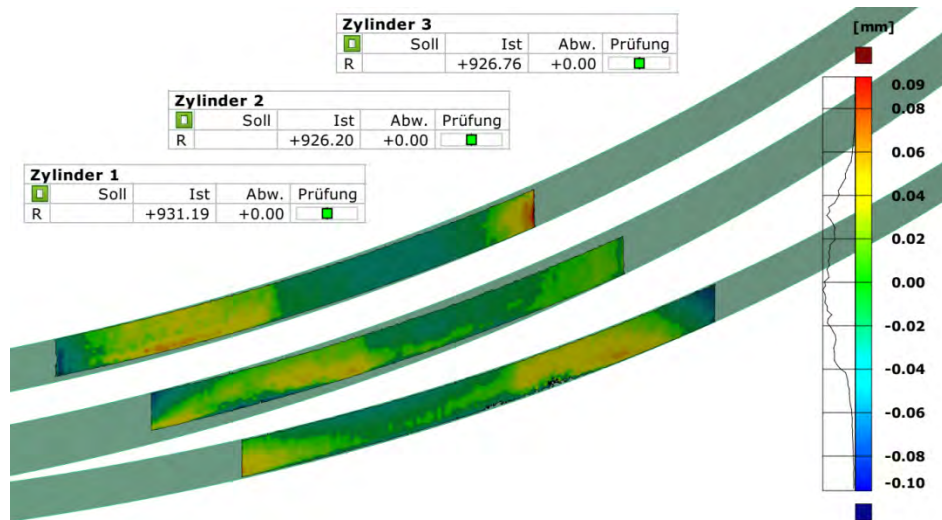 Zylinder 3
Soll Ist Abw. Prüfung
R +926.76 +0.00
Zylinder 2
Soll Ist Abw. Prüfung
R +926.20 +0.00
Zylinder 1
Soll Ist Abw. Prüfung
R +931.19 +0.00
[mm]
0.09
0.08
0.06
0.04
0.02
0.00
-0.02
-0.04
-0.06
-0.08
-0.10